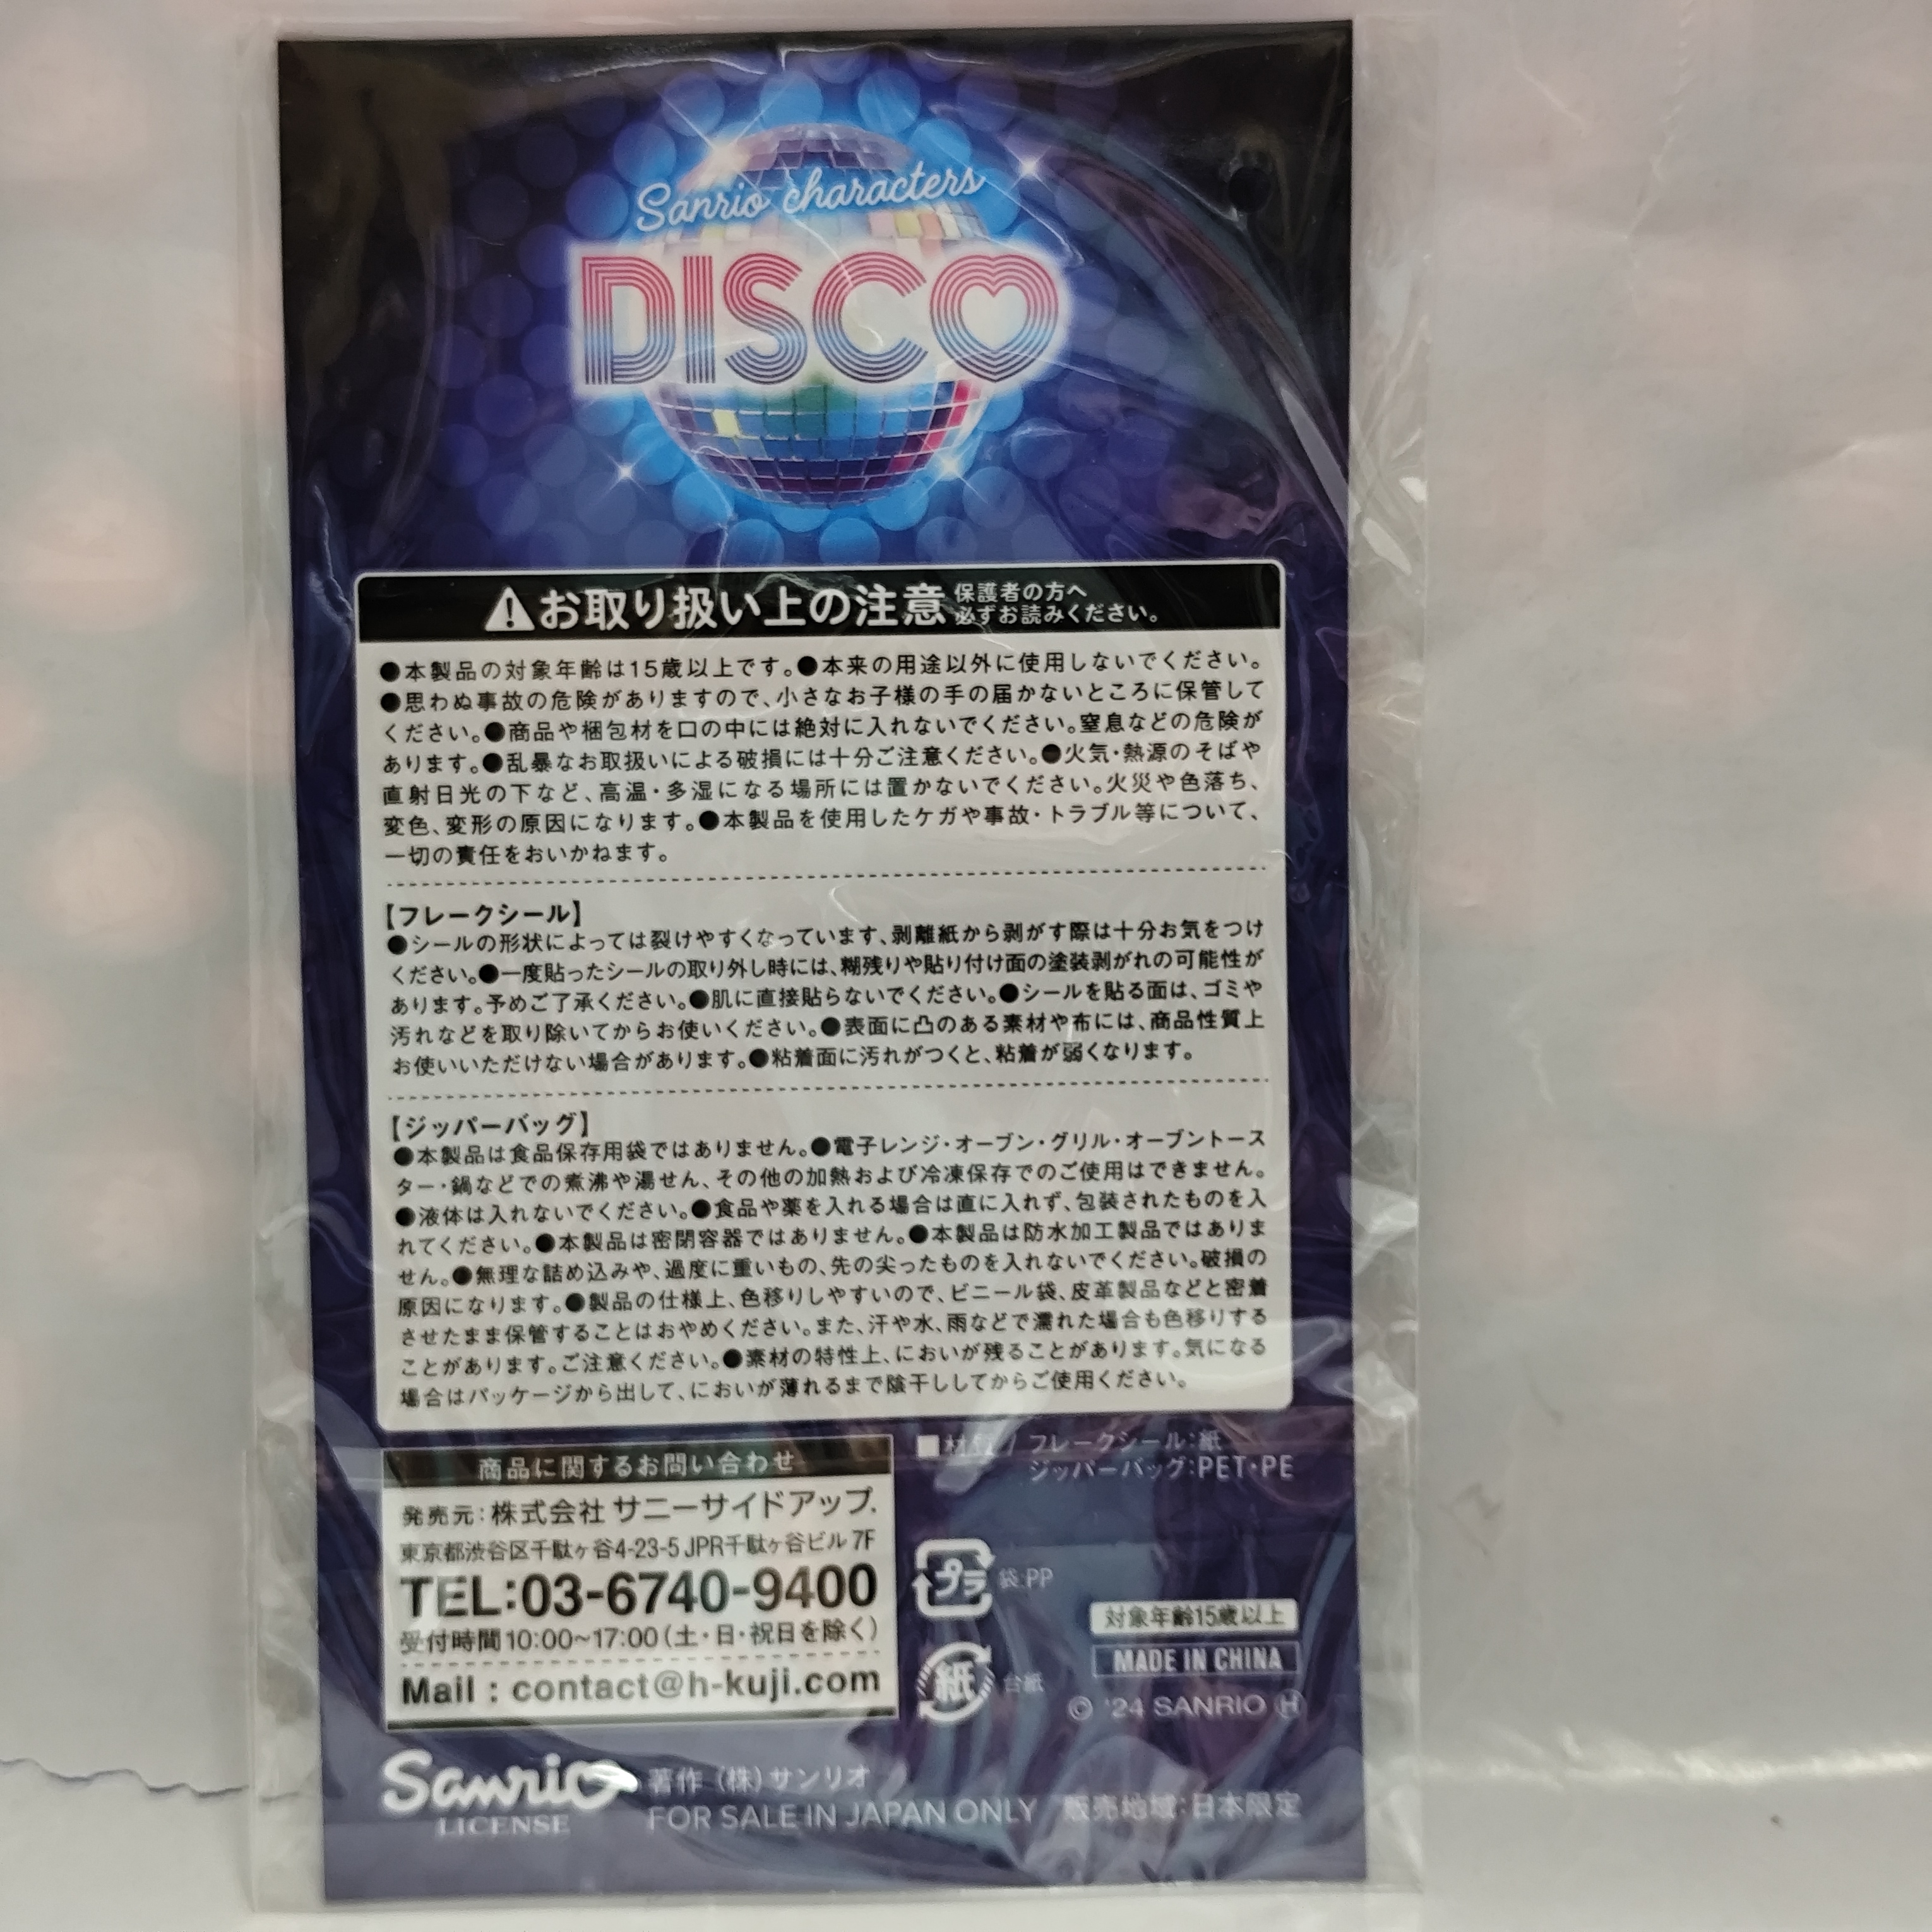 Sanrio characters
DISCO
お取り扱い上の注意 保護者の方へ
必ずお読みください。
●本製品の対象年齢は15歳以上です。●本来の用途以外に使用しないでください。
●思わぬ事故の危険がありますので、小さなお子様の手の届かないところに保管して
ください。●商品や梱包材を口の中には絶対に入れないでください。窒息などの危険が
あります。●乱暴なお取扱いによる破損には十分ご注意ください。●火気・熱源のそばや
直射日光の下など、高温・多湿になる場所には置かないでください。火災や色落ち、
変色、変形の原因になります。●本製品を使用したケガや事故・トラブル等について、
一切の責任をおいかねます。
【フレークシール】
●シールの形状によっては裂けやすくなっています、剥離紙から剥がす際は十分お気をつけ
ください。●一度貼ったシールの取り外し時には、糊残りや貼り付け面の塗装剥がれの可能性が
あります。予めご了承ください。●肌に直接貼らないでください。●シールを貼る面は、ゴミや
汚れなどを取り除いてからお使いください。●表面に凸のある素材や布には、商品性質上
お使いいただけない場合があります。●粘着面に汚れがつくと、粘着が弱くなります。
【ジッパーバッグ】
●本製品は食品保存用袋ではありません。●電子レンジ・オーブン・グリル・オーブントース
ター・鍋などでの煮沸や湯せん、その他の加熱および冷凍保存でのご使用はできません。
●液体は入れないでください。●食品や薬を入れる場合は直に入れず、包装されたものを入
れてください。●本製品は密閉容器ではありません。●本製品は防水加工製品ではありま
せん。●無理な詰め込みや、過度に重いもの、先の尖ったものを入れないでください。破損の
原因になります。●製品の仕様上、色移りしやすいので、ビニール袋、皮革製品などと密着
させたまま保管することはおやめください。また、汗や水、雨などで濡れた場合も色移りする
ことがあります。ご注意ください。●素材の特性上、においが残ることがあります。気になる
場合はパッケージから出して、においが薄れるまで陰干ししてからご使用ください。
商品に関するお問い合わせ
発売元:株式会社 サニーサイドアップ.
東京都渋谷区千駄ヶ谷4-23-5 JPR千駄ヶ谷ビル 7F
TEL:03-6740-9400
受付時間10:00~17:00(土・日・祝日を除く)
Mail : contact@h-kuji.com
■材質 / フレークシール:紙
ジッパーバッグ:PET・PE
プラ 袋:PP
紙 台紙
対象年齢15歳以上
MADE IN CHINA
© '24 SANRIO Ⓗ
Sanrio
LICENSE
著作 (株)サンリオ
FOR SALE IN JAPAN ONLY 販売地域:日本限定